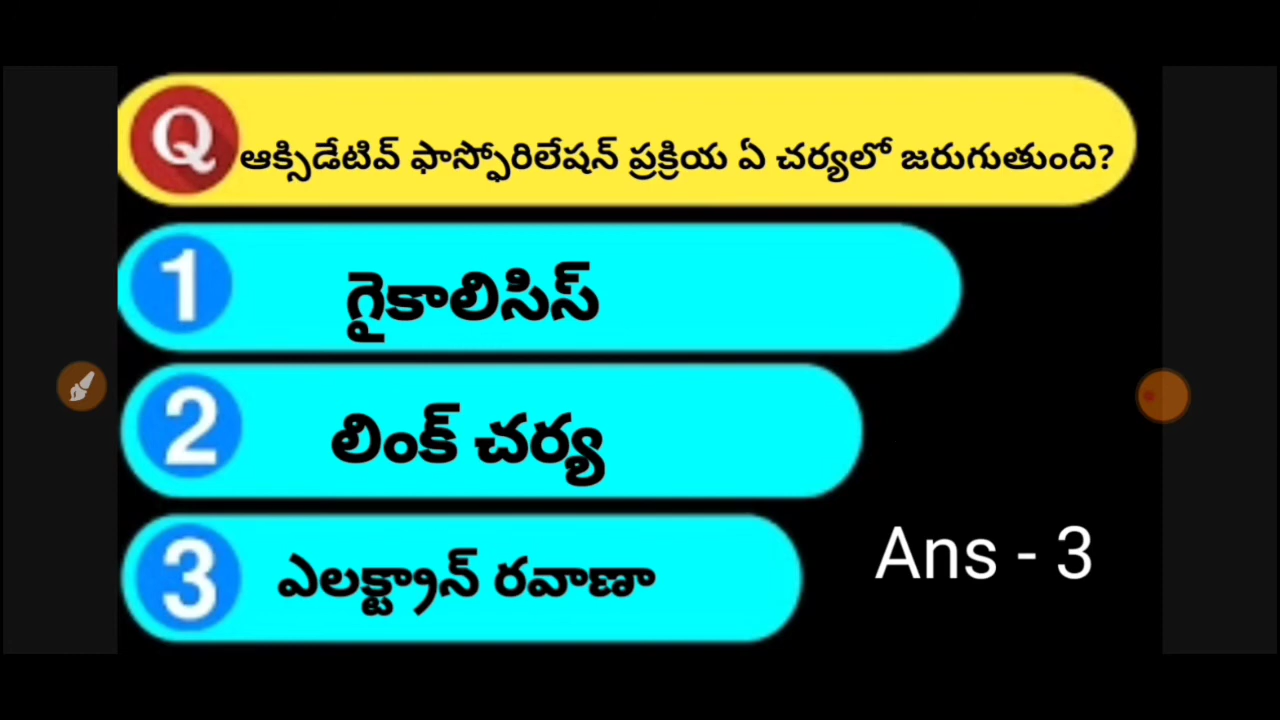 Q ఆక్సిడేటివ్ ఫాస్ఫోరిలేషన్ ప్రక్రియ ఏ చర్యలో జరుగుతుంది?
1 గైకాలిసిస్
2 లింక్ చర్య
3 ఎలక్ట్రాన్ రవాణా
Ans - 3